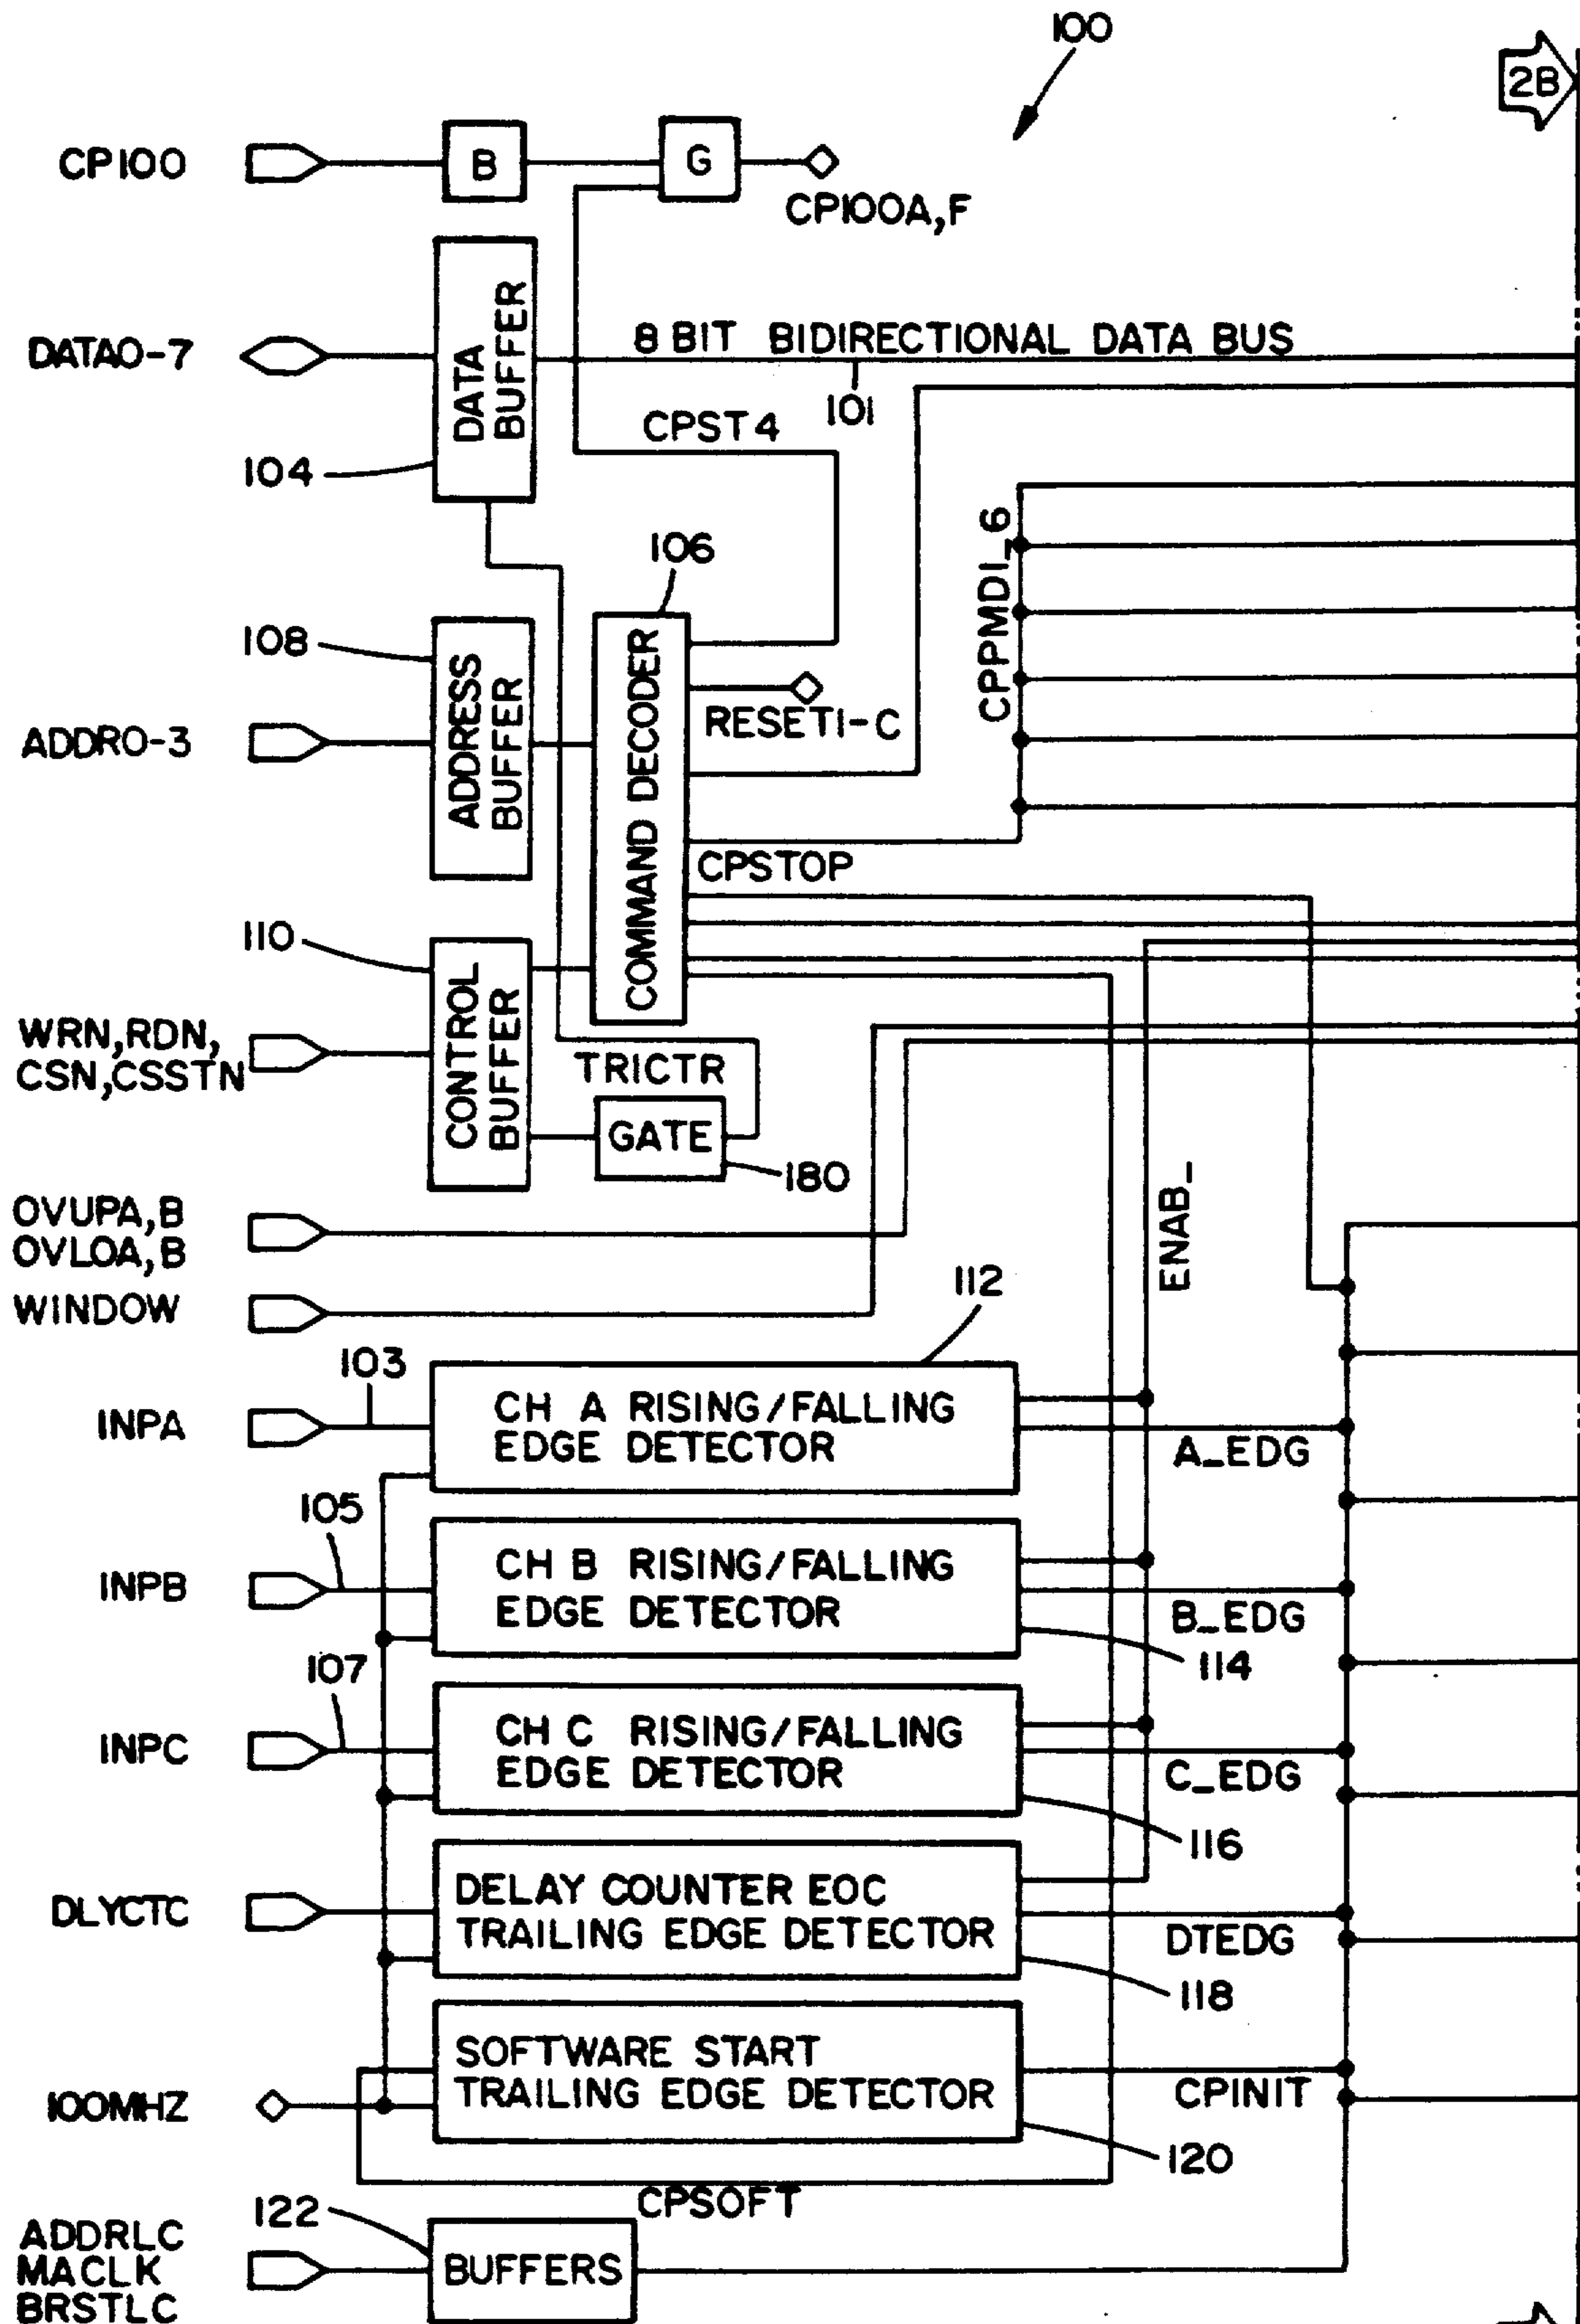 100
2B
CP100
B
G
CP100A,F
DATA0-7
DATA
BUFFER
8 BIT BIDIRECTIONAL DATA BUS
101
104
CPST4
106
CPPMD1_6
108
ADDR0-3
ADDRESS
BUFFER
COMMAND DECODER
RESET1-C
CPSTOP
110
WRN,RDN,
CSN,CSSTN
CONTROL
BUFFER
TRICTR
GATE
180
ENAB_
OVUPA,B
OVLOA,B
WINDOW
112
103
INPA
CH A RISING/FALLING
EDGE DETECTOR
A_EDG
105
INPB
CH B RISING/FALLING
EDGE DETECTOR
B_EDG
114
107
INPC
CH C RISING/FALLING
EDGE DETECTOR
C_EDG
116
DLYCTC
DELAY COUNTER EOC
TRAILING EDGE DETECTOR
DTEDG
118
100MHZ
SOFTWARE START
TRAILING EDGE DETECTOR
CPINIT
120
CPSOFT
122
ADDRLC
MACLK
BRSTLC
BUFFERS